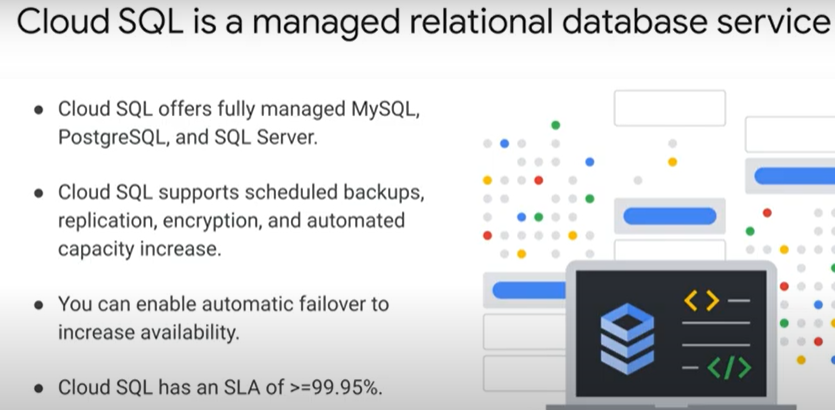 Cloud SQL is a managed relational database service
● Cloud SQL offers fully managed MySQL,
PostgreSQL, and SQL Server.
● Cloud SQL supports scheduled backups,
replication, encryption, and automated
capacity increase.
● You can enable automatic failover to
increase availability.
● Cloud SQL has an SLA of >=99.95%.
<> —
— </>